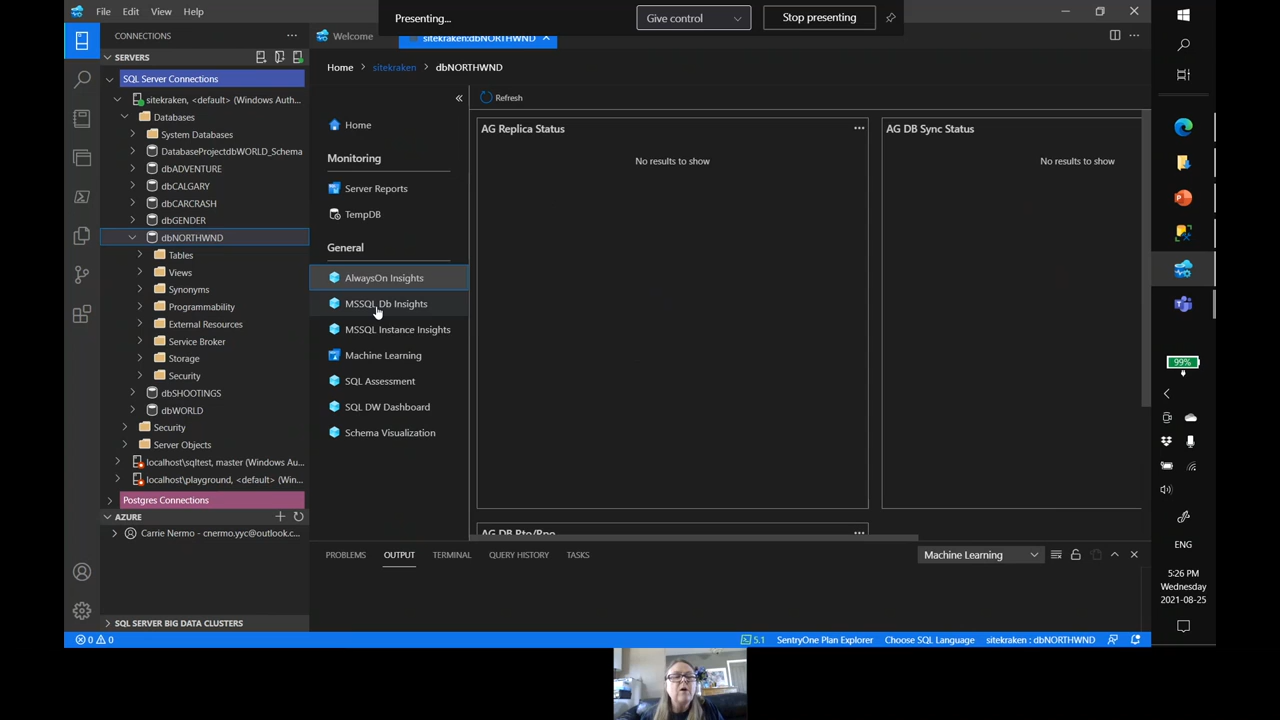 File Edit View Help
Presenting...
Give control
Stop presenting
CONNECTIONS
Welcome
sitekraken:dbNORTHWND
SERVERS
SQL Server Connections
sitekraken, <default> (Windows Auth...
Databases
System Databases
DatabaseProjectdbWORLD_Schema
dbADVENTURE
dbCALGARY
dbCARCRASH
dbGENDER
dbNORTHWND
Tables
Views
Synonyms
Programmability
External Resources
Service Broker
Storage
Security
dbSHOOTINGS
dbWORLD
Security
Server Objects
localhost\sqltest, master (Windows Au...
localhost\playground, <default> (Win...
Postgres Connections
AZURE
Carrie Nermo - cnermo.yyc@outlook.c...
SQL SERVER BIG DATA CLUSTERS
Home > sitekraken > dbNORTHWND
Refresh
Home
Monitoring
Server Reports
TempDB
General
AlwaysOn Insights
MSSQL Db Insights
MSSQL Instance Insights
Machine Learning
SQL Assessment
SQL DW Dashboard
Schema Visualization
AG Replica Status
No results to show
AG DB Sync Status
No results to show
AG DB Rto/Rpo
PROBLEMS OUTPUT TERMINAL QUERY HISTORY TASKS
Machine Learning
0 0
5.1 SentryOne Plan Explorer Choose SQL Language sitekraken : dbNORTHWND
99%
ENG
5:26 PM
Wednesday
2021-08-25